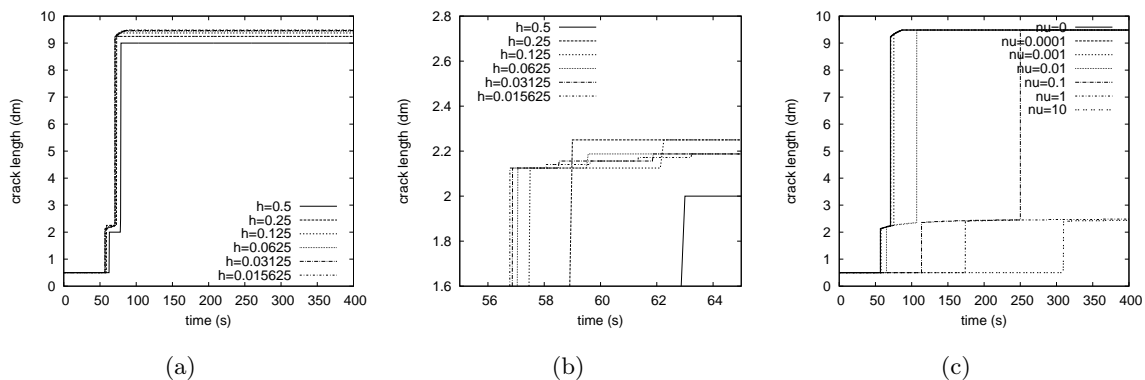 10
9
8
7
6
5
4
3
2
1
0
crack length (dm)
0 50 100 150 200 250 300 350 400
time (s)
h=0.5
h=0.25
h=0.125
h=0.0625
h=0.03125
h=0.015625
(a)
2.8
2.6
2.4
2.2
2
1.8
1.6
crack length (dm)
56 58 60 62 64
time (s)
h=0.5
h=0.25
h=0.125
h=0.0625
h=0.03125
h=0.015625
(b)
10
9
8
7
6
5
4
3
2
1
0
crack length (dm)
0 50 100 150 200 250 300 350 400
time (s)
nu=0
nu=0.0001
nu=0.001
nu=0.01
nu=0.1
nu=1
nu=10
(c)